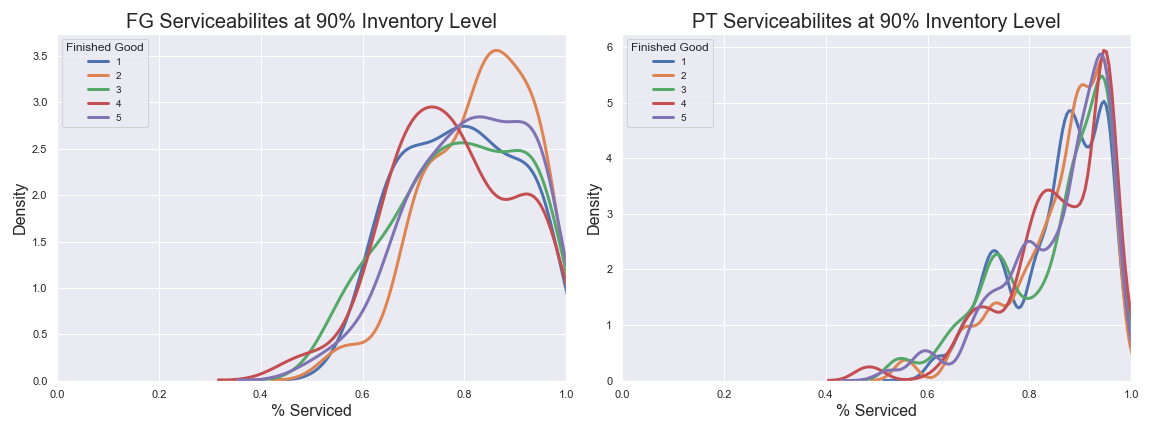 FG Serviceabilites at 90% Inventory Level
Finished Good
1
2
3
4
5
Density
3.5
3.0
2.5
2.0
1.5
1.0
0.5
0.0
0.0 0.2 0.4 0.6 0.8 1.0
% Serviced
PT Serviceabilites at 90% Inventory Level
Finished Good
1
2
3
4
5
Density
6
5
4
3
2
1
0
0.0 0.2 0.4 0.6 0.8 1.0
% Serviced